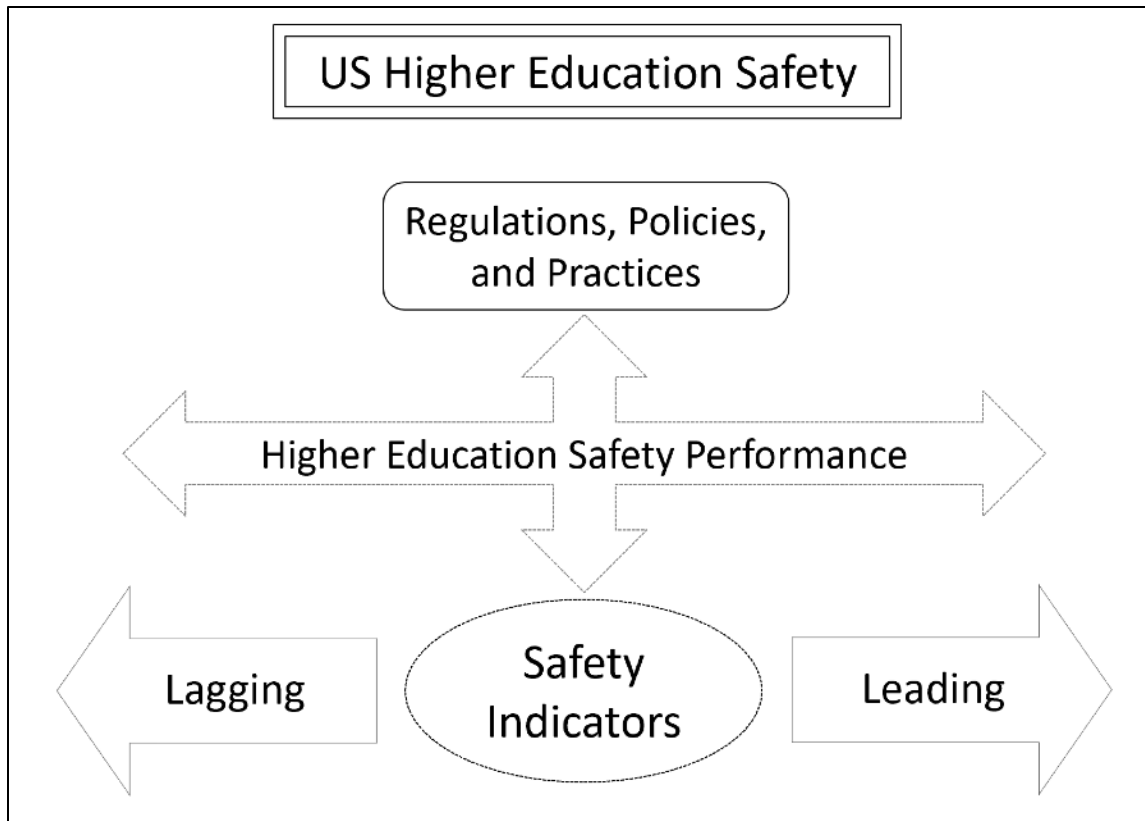 US Higher Education Safety
Regulations, Policies,
and Practices
Higher Education Safety Performance
Lagging
Safety
Indicators
Leading